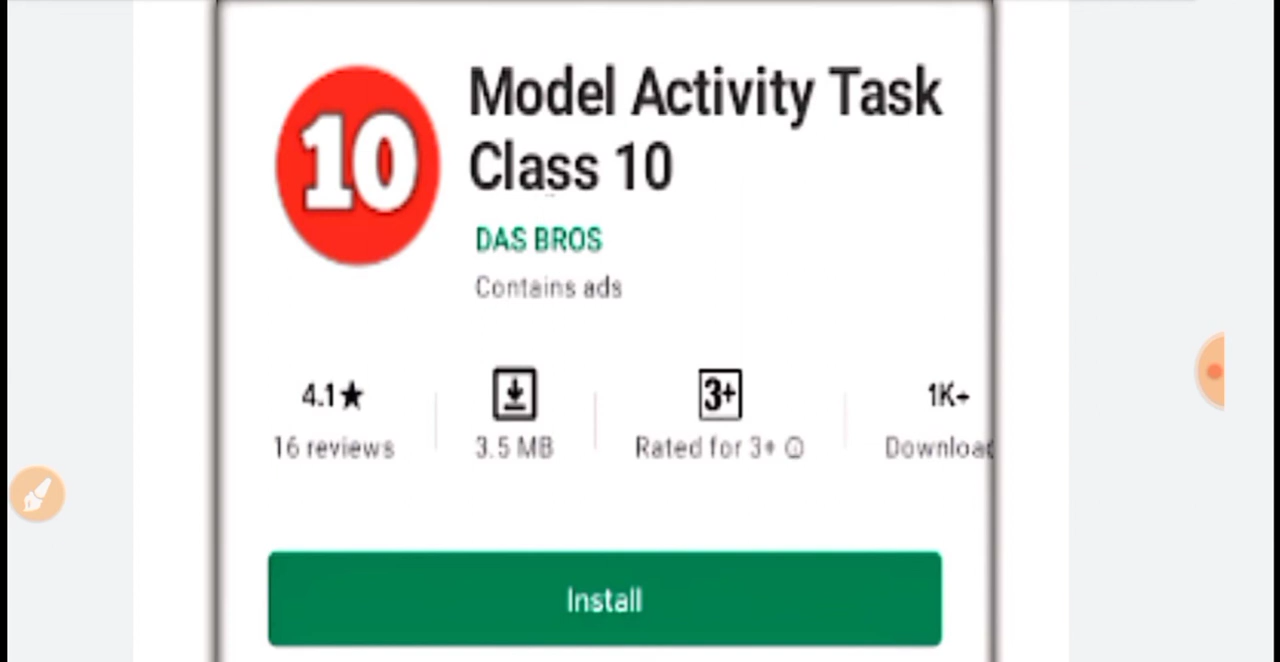 10
Model Activity Task
Class 10
DAS BROS
Contains ads
4.1★
16 reviews
3.5 MB
3+
Rated for 3+
1K+
Downloac
Install